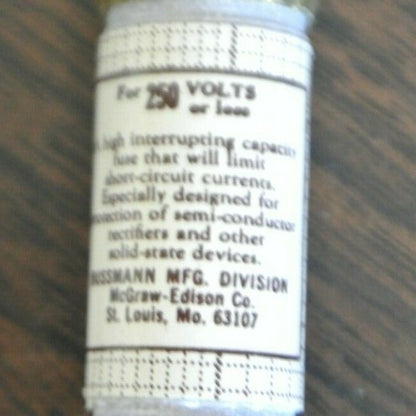 For 250 VOLTS
or less
high interrupting capacity
fuse that will limit
short-circuit currents.
Especially designed for
protection of semi-conductor
rectifiers and other
solid-state devices.
BUSSMANN MFG. DIVISION
McGraw-Edison Co.
St. Louis, Mo. 63107